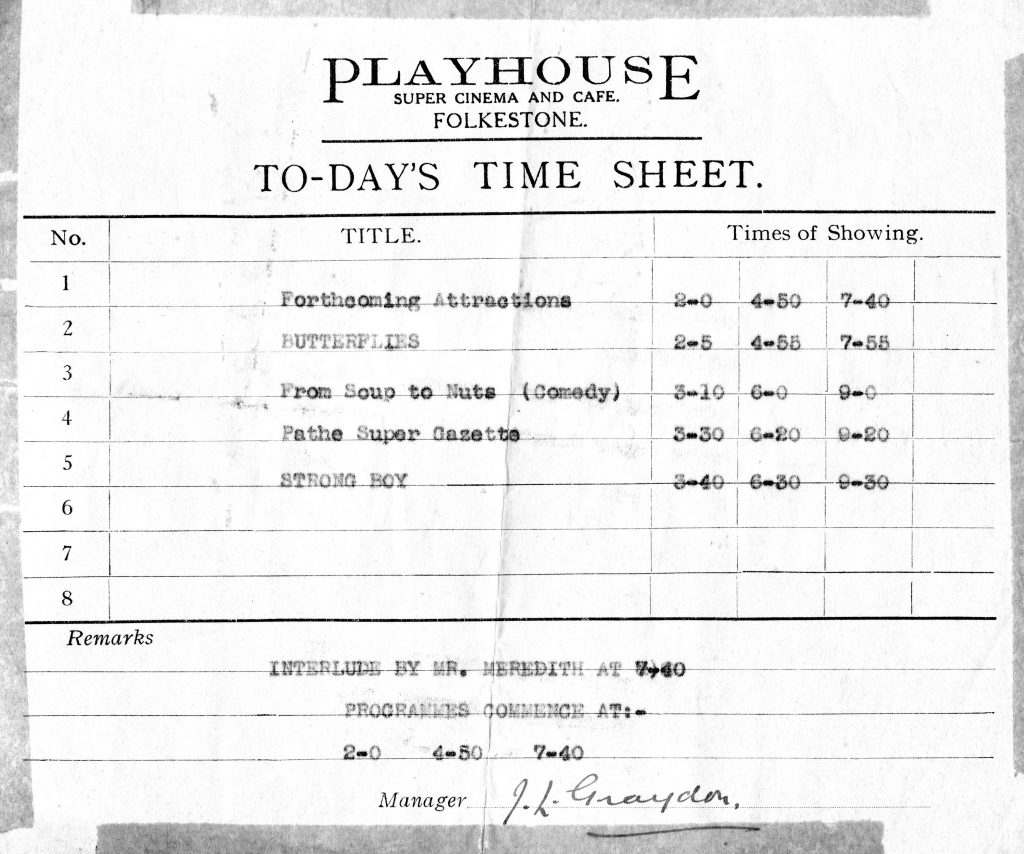 PLAYHOUSE
SUPER CINEMA AND CAFE.
FOLKESTONE.
TO-DAY'S TIME SHEET.
No. TITLE. Times of Showing.
1 Forthcoming Attractions 2-0 4-50 7-40
2 BUTTERFLIES 2-5 4-55 7-55
3 From Soup to Nuts (Comedy) 3-10 6-0 9-0
4 Pathe Super Gazette 3-30 6-20 9-20
5 STRONG BOY 3-40 6-30 9-30
6
7
8
Remarks
INTERLUDE BY MR. MEREDITH AT 7-40
PROGRAMMES COMMENCE AT:-
2-0 4-50 7-40
Manager J. L. Graydon.